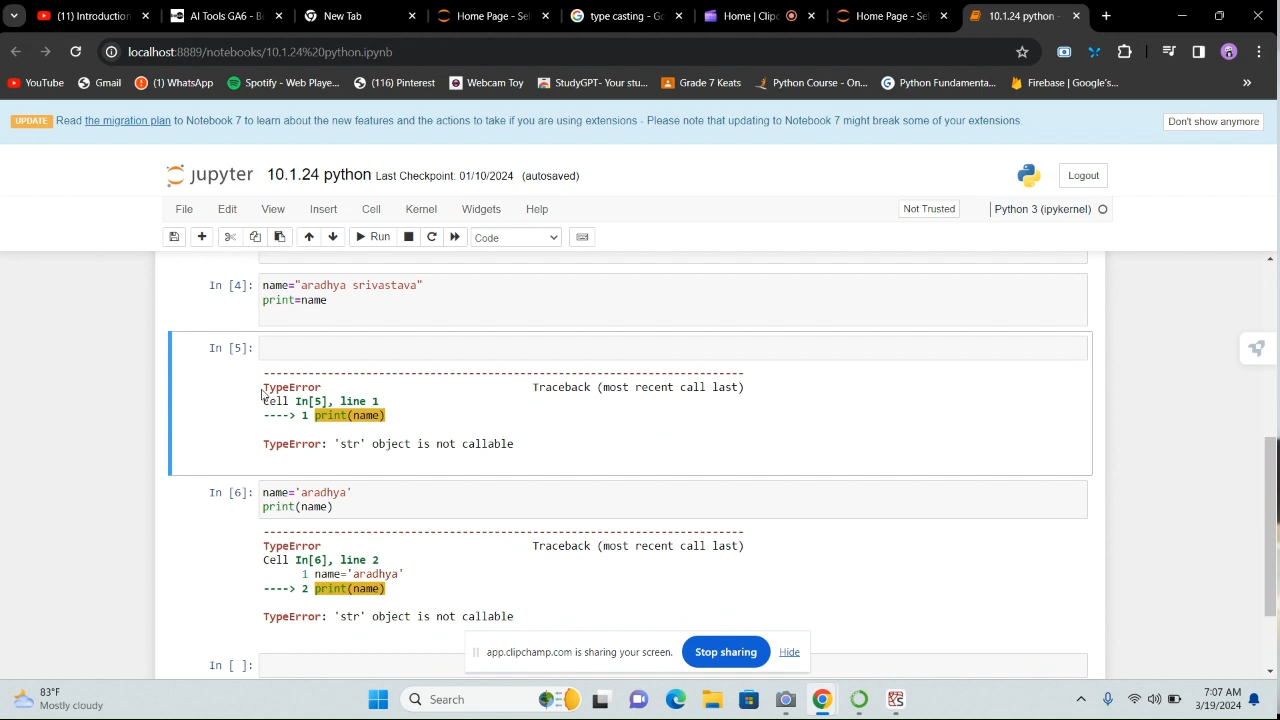 (11) Introduction
AI Tools GA6 - Be
New Tab
Home Page - Sel
type casting - Go
Home | Clipc
Home Page - Sel
10.1.24 python -
localhost:8889/notebooks/10.1.24%20python.ipynb
YouTube
Gmail
(1) WhatsApp
Spotify - Web Playe...
(116) Pinterest
Webcam Toy
StudyGPT - Your stu...
Grade 7 Keats
Python Course - On...
Python Fundamenta...
Firebase | Google's...
UPDATE Read the migration plan to Notebook 7 to learn about the new features and the actions to take if you are using extensions - Please note that updating to Notebook 7 might break some of your extensions.
Don't show anymore
jupyter 10.1.24 python Last Checkpoint: 01/10/2024 (autosaved)
Logout
File Edit View Insert Cell Kernel Widgets Help
Not Trusted
Python 3 (ipykernel)
Run
Code
In [4]: name="aradhya srivastava"
print=name
In [5]:
---------------------------------------------------------------------------
TypeError Traceback (most recent call last)
Cell In[5], line 1
----> 1 print(name)
TypeError: 'str' object is not callable
In [6]: name='aradhya'
print(name)
---------------------------------------------------------------------------
TypeError Traceback (most recent call last)
Cell In[6], line 2
1 name='aradhya'
----> 2 print(name)
TypeError: 'str' object is not callable
app.clipchamp.com is sharing your screen.
Stop sharing
Hide
In [ ]:
83°F
Mostly cloudy
Search
7:07 AM
3/19/2024